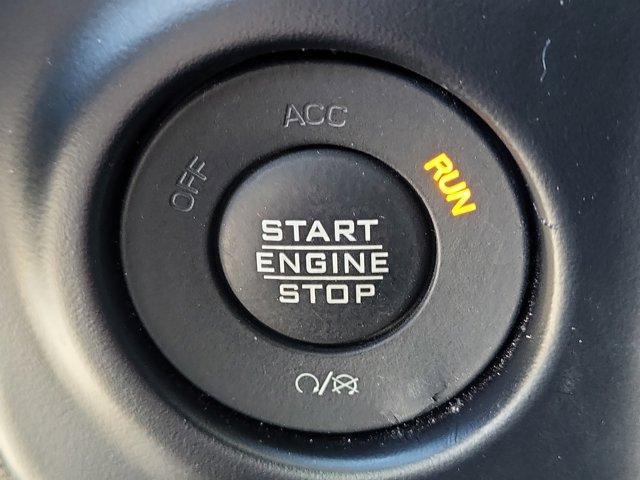 ACC
OFF
RUN
START
ENGINE
STOP